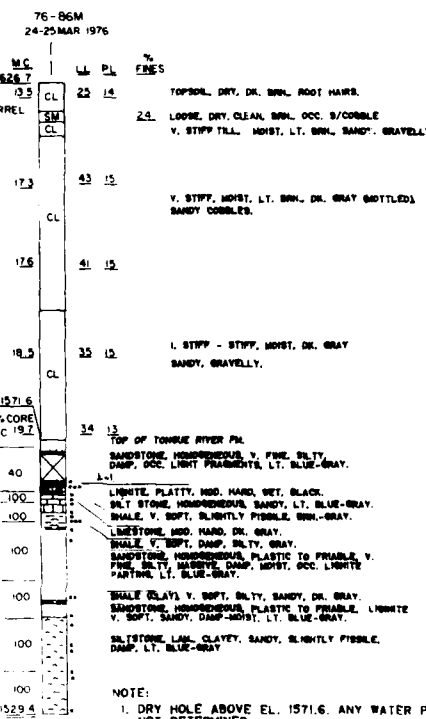 76-86M
24-25 MAR 1976
MC LL PL % FINES
626.7
13.5 CL 25 14 TOPSOIL, DRY, DK. BRN., ROOT HAIRS.
RREL SM 24 LOOSE, DRY, CLEAN, BRN., OCC. S/COBBLE
CL V. STIFF TILL, MOIST, LT. BRN., SANDY, GRAVELLY
17.3 43 15
CL V. STIFF, MOIST, LT. BRN., DK. GRAY (MOTTLED)
SANDY COBBLES.
17.6 41 15
18.5 35 15 STIFF - STIFF, MOIST, DK. GRAY
CL SANDY, GRAVELLY.
1571.6
% CORE
C 19.7 34 13
TOP OF TONGUE RIVER FM.
SANDSTONE, HOMOGENEOUS, V. FINE, SILTY,
DAMP, OCC. LIGHT FRAGMENTS, LT. BLUE-GRAY.
40
LIGNITE, PLATTY, MOD. HARD, WET, BLACK.
100 SILT STONE, HOMOGENEOUS, SANDY, LT. BLUE-GRAY.
SHALE, V. SOFT, SLIGHTLY FISSILE, BRN.-GRAY.
100
LIMESTONE, MOD. HARD, DK. GRAY.
SHALE, V. SOFT, DAMP, SILTY, GRAY.
SANDSTONE, HOMOGENEOUS, PLASTIC TO FRIABLE, V.
100 FINE, SILTY, MASSIVE, DAMP, MOIST, OCC. LIGNITE
PARTING, LT. BLUE-GRAY.
SHALE (CLAY), V. SOFT, SILTY, SANDY, DK. GRAY.
100 SANDSTONE, HOMOGENEOUS, PLASTIC TO FRIABLE, LIGNITE
V. SOFT, SANDY, DAMP-MOIST, LT. BLUE-GRAY.
100 SILTSTONE, LAM., CLAYEY, SANDY, SLIGHTLY FISSILE,
DAMP, LT. BLUE-GRAY
100
1529.4
NOTE:
1. DRY HOLE ABOVE EL. 1571.6. ANY WATER P
NOT DETERMINED